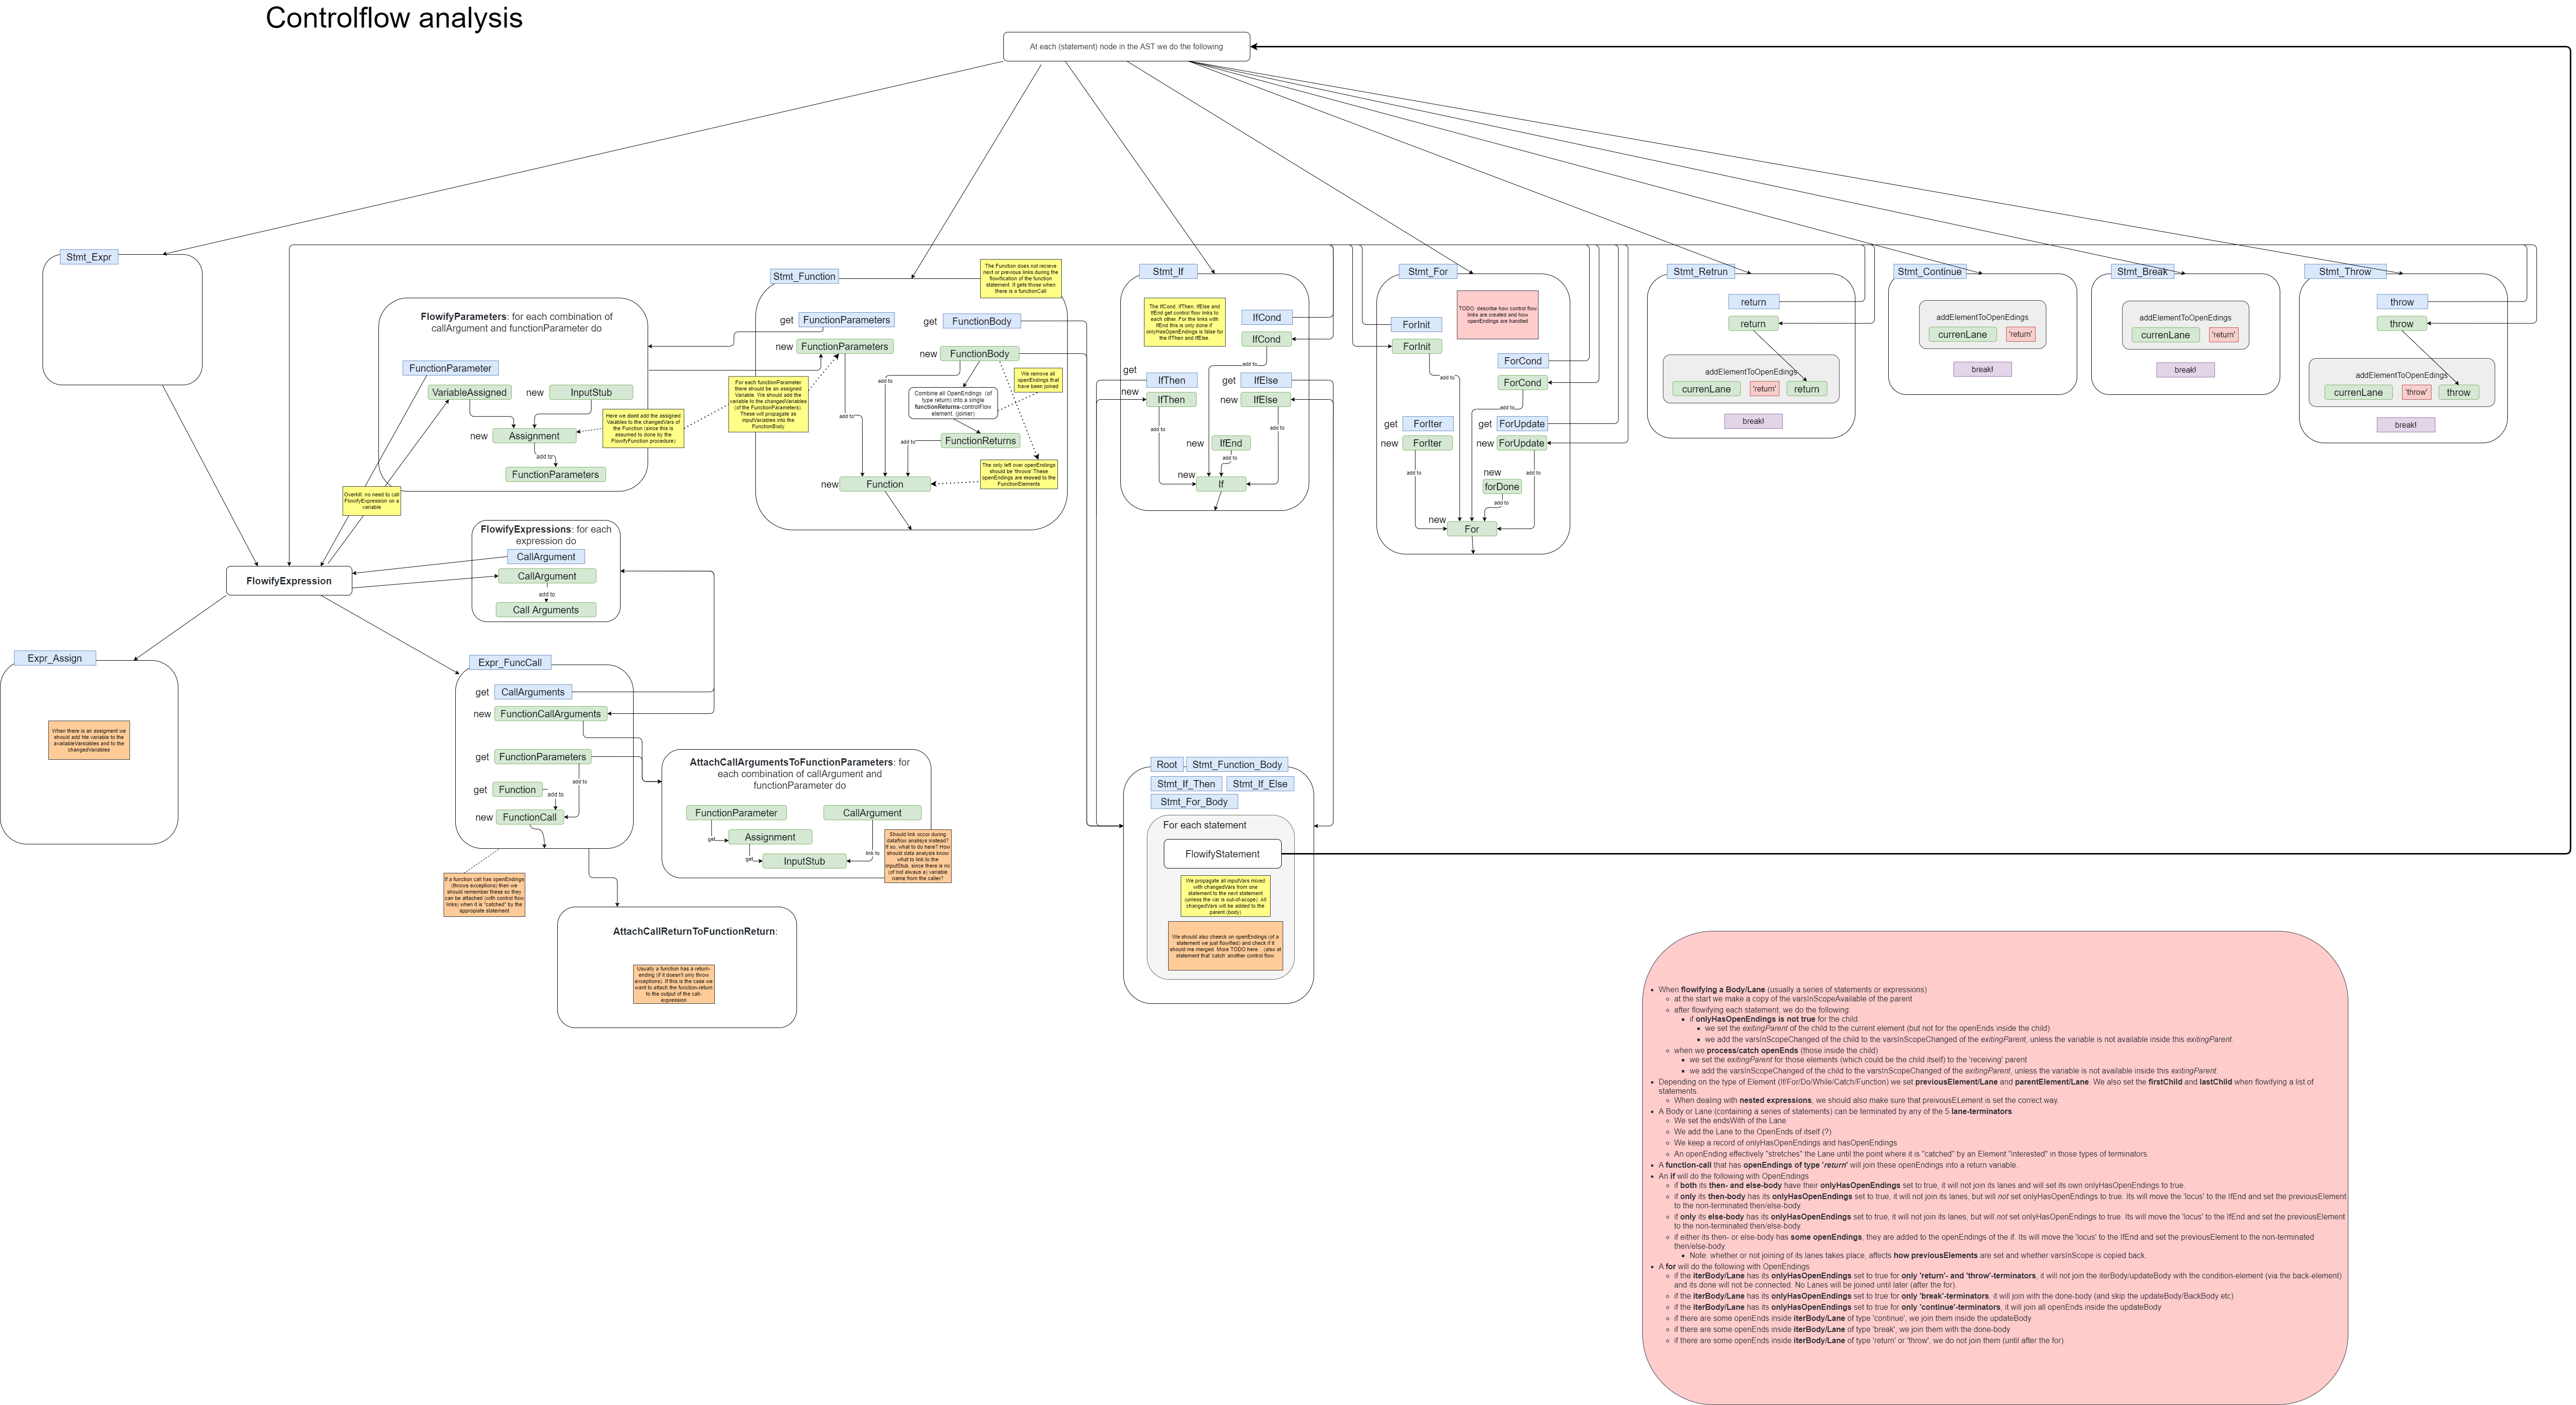 Controlflow analysis
At each (statement) node in the AST we do the following
Stmt_Expr
FlowifyParameters: for each combination of
callArgument and functionParameter do
FunctionParameter
VariableAssigned
new
InputStub
new
Assignment
add to
FunctionParameters
Here we dont add the assigned
Vaiables to the changedVars of
the Function (since this is
assumed to done by the
FlowifyFunction procedure)
Overkill: no need to call
FlowifyExpression on a
variable
Stmt_Function
The Function does not recieve
next or previous links during the
flowification of the function
statement. It gets those when
there is a functionCall
get
FunctionParameters
get
FunctionBody
new
FunctionParameters
new
FunctionBody
For each functionParameter
there should be an assigned
Variable. We should add the
variable to the changedVariables
(of the FunctionParameters).
These will propagate as
inputVariables into the
FunctionBody
add to
Combine all OpenEndings (of
type return) into a single
functionReturns-controlFlow
element. (joinier)
We remove all
openEndings that
have been joined
add to
add to
FunctionReturns
The only left over openEndings
should be 'throws'.These
openEndings are moved to the
FunctionElements
new
Function
Stmt_If
The IfCond, IfThen, IfElse and
IfEnd get control flow links to
each other. For the links with
IfEnd this is only done if
onlyHasOpenEndings is false for
the IfThen and IfElse.
IfCond
IfCond
add to
get
IfThen
get
IfElse
new
IfThen
new
IfElse
add to
add to
new
IfEnd
add to
new
If
Stmt_For
TODO: describe how control flow
links are created and how
openEndings are handled
ForInit
ForInit
ForCond
add to
ForCond
add to
get
ForIter
get
ForUpdate
new
ForIter
new
ForUpdate
add to
new
add to
forDone
add to
new
For
Stmt_Retrun
return
return
addElementToOpenEdings
currenLane
'return'
return
break!
Stmt_Continue
addElementToOpenEdings
currenLane
'return'
break!
Stmt_Break
addElementToOpenEdings
currenLane
'return'
break!
Stmt_Throw
throw
throw
addElementToOpenEdings
currenLane
'throw'
throw
break!
FlowifyExpressions: for each
expression do
CallArgument
CallArgument
add to
Call Arguments
FlowifyExpression
Expr_Assign
When there is an assigment we
should add hte variable to the
availableVarsiables and to the
changedVariables
Expr_FuncCall
get
CallArguments
new
FunctionCallArguments
get
FunctionParameters
add to
get
Function
add to
new
FunctionCall
If a function call has openEndings
(throws exceptions) then we
should remember these so they
can be attached (with control flow
links) when it is "catched" by the
appropiate statement
AttachCallArgumentsToFunctionParameters: for
each combination of callArgument and
functionParameter do
FunctionParameter
CallArgument
get
Assignment
get
link to
InputStub
Should link occor during
dataflow analisys instead?
If so, what to do here? How
should data analysis know
what to link to the
InputStub, since there is no
(of not alwaus a) variable
name from the caller?
AttachCallReturnToFunctionReturn:
Usually a function has a return-
ending (if it doesn't only throw
exceptions). If this is the case we
want to attach the function-return
to the output of the call-
expression
Root
Stmt_Function_Body
Stmt_If_Then
Stmt_If_Else
Stmt_For_Body
For each statement
FlowifyStatement
We propagate all inputVars mixed
with changedVars from one
statement to the next statement
(unless the var is out-of-scope). All
changedVars will be added to the
parent (body)
We should also cheeck on openEndings (of a
statement we just flowified) and check if it
should me merged. More TODO here... (also at
statement that 'catch' another control flow.
• When flowifying a Body/Lane (usually a series of statements or expressions)
◦ at the start we make a copy of the varsInScopeAvailable of the parent
◦ after flowifying each statement, we do the following:
▪ if onlyHasOpenEndings is not true for the child
▪ we set the exitingParent of the child to the current element (but not for the openEnds inside the child)
▪ we add the varsInScopeChanged of the child to the varsInScopeChanged of the exitingParent, unless the variable is not available inside this exitingParent.
◦ when we process/catch openEnds (those inside the child)
▪ we set the exitingParent for those elements (which could be the child itself) to the 'receiving' parent
▪ we add the varsInScopeChanged of the child to the varsInScopeChanged of the exitingParent, unless the variable is not available inside this exitingParent.
• Depending on the type of Element (If/For/Do/While/Catch/Function) we set previousElement/Lane and parentElement/Lane. We also set the firstChild and lastChild when flowifying a list of
statements.
◦ When dealing with nested expressions, we should also make sure that preivousELement is set the correct way.
• A Body or Lane (containing a series of statements) can be terminated by any of the 5 lane-terminators.
◦ We set the endsWith of the Lane
◦ We add the Lane to the OpenEnds of itself (?)
◦ We keep a record of onlyHasOpenEndings and hasOpenEndings
◦ An openEnding effectively "stretches" the Lane until the point where it is "catched" by an Element "interested" in those types of terminators.
• A function-call that has openEndings of type 'return' will join these openEndings into a return variable.
• An if will do the following with OpenEndings
◦ if both its then- and else-body have their onlyHasOpenEndings set to true, it will not join its lanes and will set its own onlyHasOpenEndings to true.
◦ if only its then-body has its onlyHasOpenEndings set to true, it will not join its lanes, but will not set onlyHasOpenEndings to true. Its will move the 'locus' to the IfEnd and set the previousElement
to the non-terminated then/else-body.
◦ if only its else-body has its onlyHasOpenEndings set to true, it will not join its lanes, but will not set onlyHasOpenEndings to true. Its will move the 'locus' to the IfEnd and set the previousElement
to the non-terminated then/else-body.
◦ if either its then- or else-body has some openEndings, they are added to the openEndings of the if. Its will move the 'locus' to the IfEnd and set the previousElement to the non-terminated
then/else-body.
▪ Note: whether or not joining of its lanes takes place, affects how previousElements are set and whether varsInScope is copied back.
• A for will do the following with OpenEndings
◦ if the iterBody/Lane has its onlyHasOpenEndings set to true for only 'return'- and 'throw'-terminators, it will not join the iterBody/updateBody with the condition-element (via the back-element)
and its done will not be connected. No Lanes will be joined until later (after the for).
◦ if the iterBody/Lane has its onlyHasOpenEndings set to true for only 'break'-terminators, it will join with the done-body (and skip the updateBody/BackBody etc)
◦ if the iterBody/Lane has its onlyHasOpenEndings set to true for only 'continue'-terminators, it will join all openEnds inside the updateBody
◦ if there are some openEnds inside iterBody/Lane of type 'continue', we join them inside the updateBody
◦ if there are some openEnds inside iterBody/Lane of type 'break', we join them with the done-body
◦ if there are some openEnds inside iterBody/Lane of type 'return' or 'throw', we do not join them (until after the for)